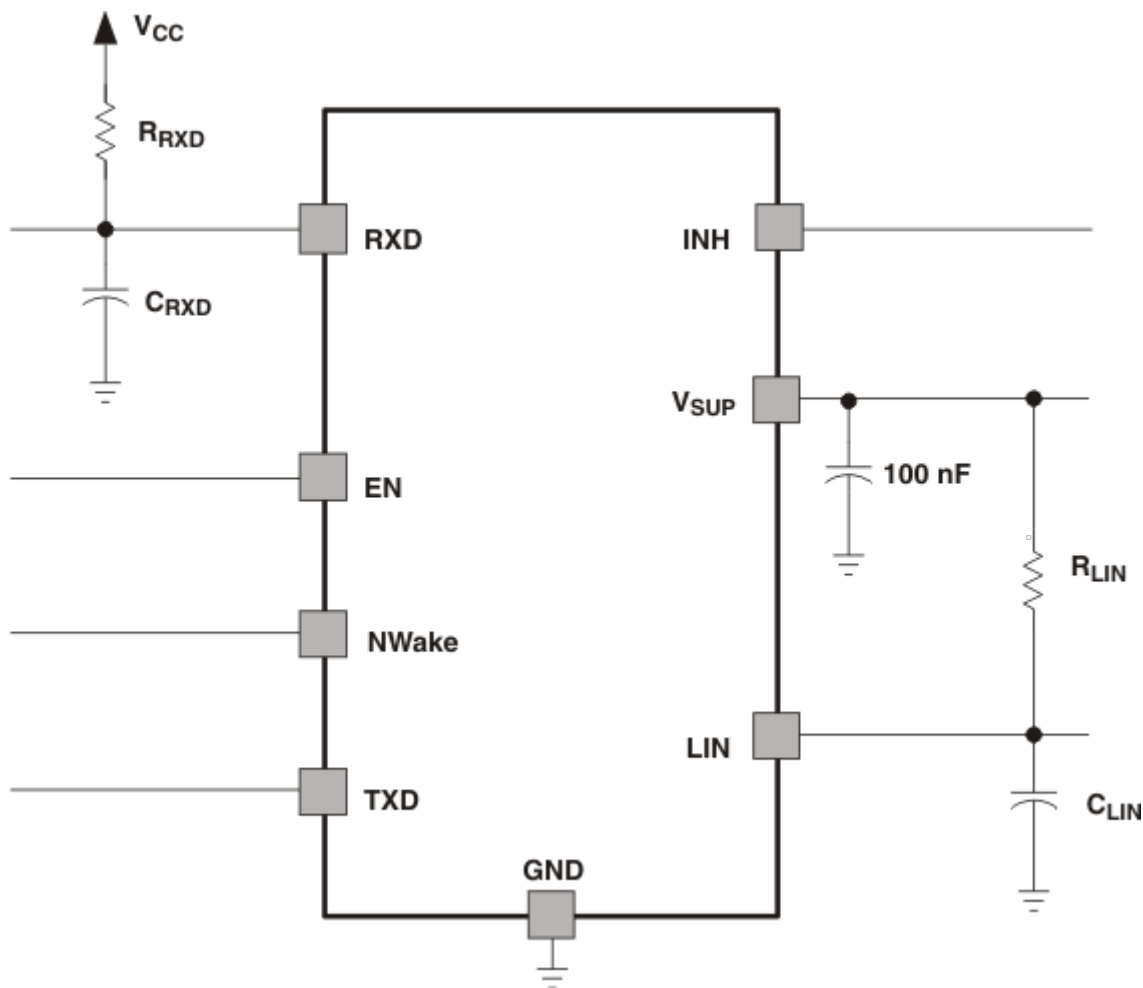 VCC
RRXD
RXD
INH
CRXD
VSUP
100 nF
EN
RLIN
NWake
LIN
TXD
CLIN
GND